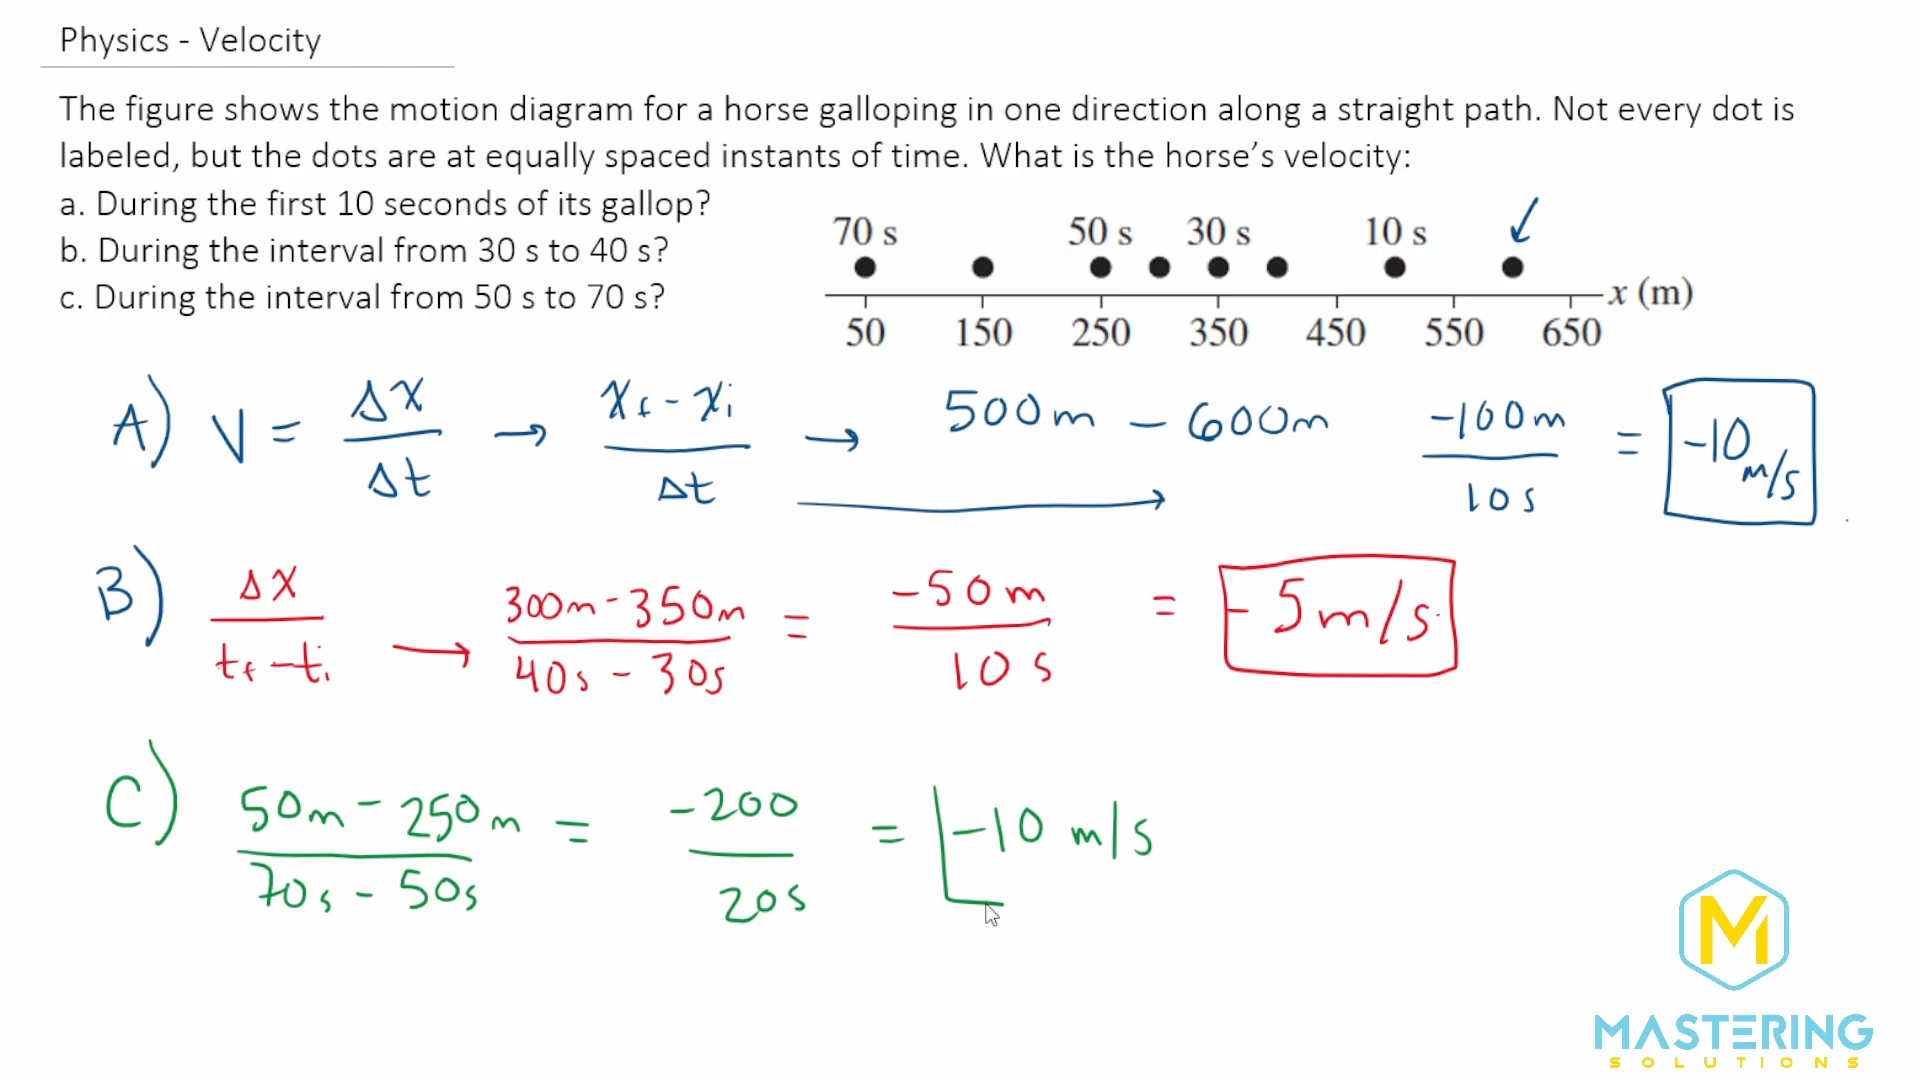 Physics - Velocity
The figure shows the motion diagram for a horse galloping in one direction along a straight path. Not every dot is
labeled, but the dots are at equally spaced instants of time. What is the horse’s velocity:
a. During the first 10 seconds of its gallop?
b. During the interval from 30 s to 40 s?
c. During the interval from 50 s to 70 s?
70 s 50 s 30 s 10 s
x (m)
50 150 250 350 450 550 650
A) V = Δx / Δt → xf - xi / Δt → 500m - 600m → -100m / 10s = -10 m/s
B) Δx / tf - ti → 300m - 350m / 40s - 30s = -50m / 10s = -5m/s
C) 50m - 250m / 70s - 50s = -200 / 20s = -10 m/s
M
MASTERING
SOLUTIONS